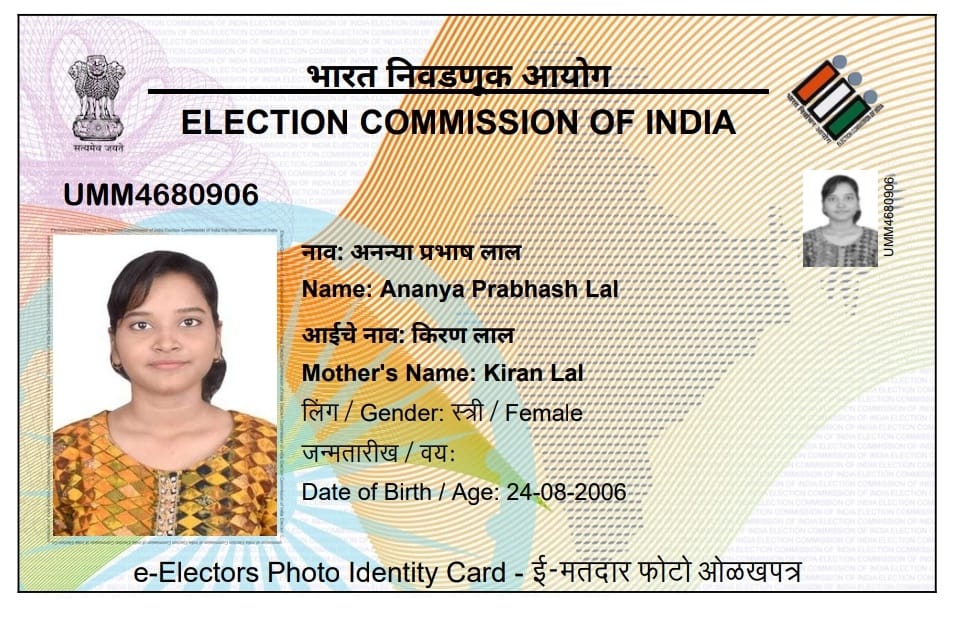 भारत निवडणूक आयोग
ELECTION COMMISSION OF INDIA
सत्यमेव जयते
UMM4680906
UMM4680906
नाव: अनन्या प्रभाष लाल
Name: Ananya Prabhash Lal
आईचे नाव: किरण लाल
Mother's Name: Kiran Lal
लिंग / Gender: स्त्री / Female
जन्मतारीख / वय:
Date of Birth / Age: 24-08-2006
e-Electors Photo Identity Card - ई-मतदार फोटो ओळखपत्र